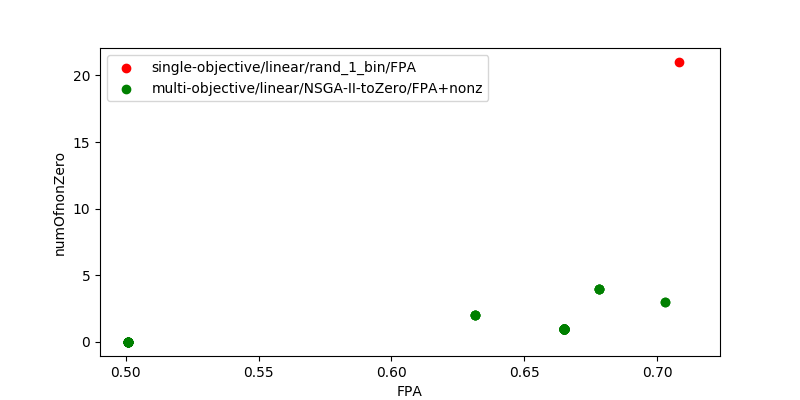 single-objective/linear/rand_1_bin/FPA
multi-objective/linear/NSGA-II-toZero/FPA+nonz
numOfnonZero
20
15
10
5
0
0.50 0.55 0.60 0.65 0.70
FPA